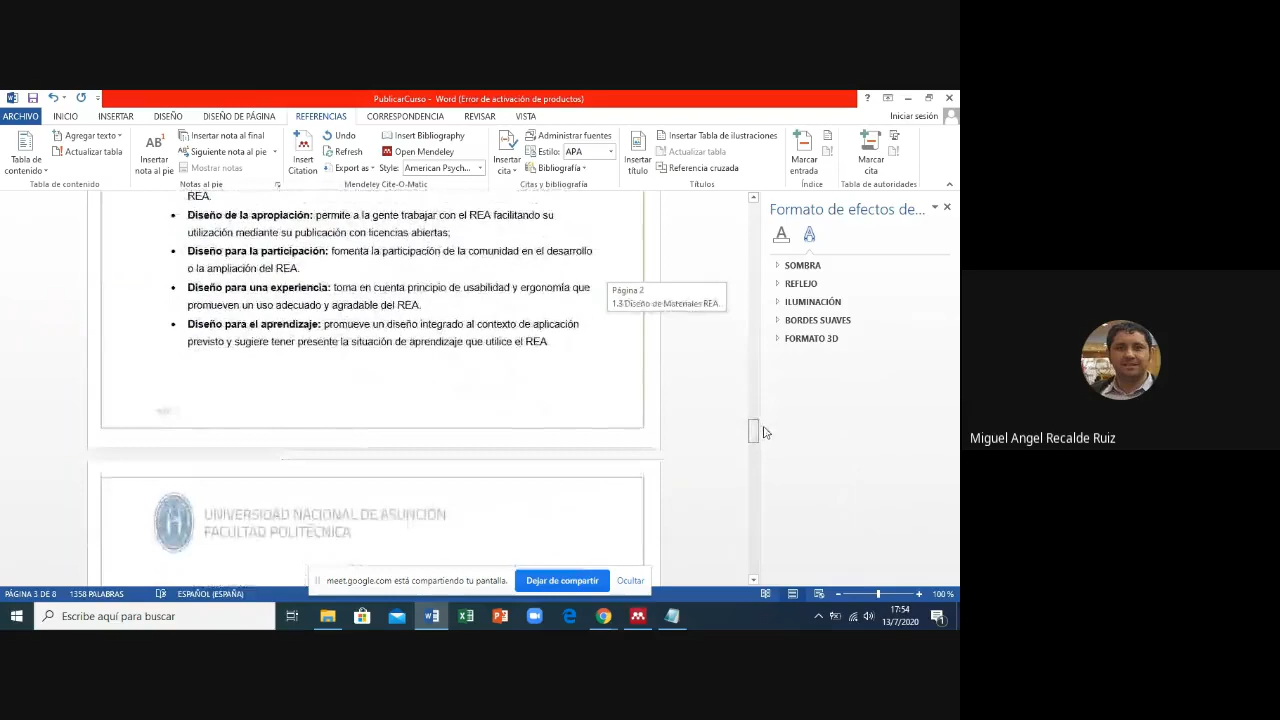 PublicarCurso - Word (Error de activación de productos)
ARCHIVO INICIO INSERTAR DISEÑO DISEÑO DE PÁGINA REFERENCIAS CORRESPONDENCIA REVISAR VISTA Iniciar sesión
Tabla de contenido
Agregar texto
Actualizar tabla
Tabla de contenido
AB¹
Insertar nota al pie
Insertar nota al final
Siguiente nota al pie
Mostrar notas
Notas al pie
Insert Citation
Undo
Refresh
Export as
Insert Bibliography
Open Mendeley
Style: American Psych...
Mendeley Cite-O-Matic
Insertar cita
Administrar fuentes
Estilo: APA
Bibliografía
Citas y bibliografía
Insertar título
Insertar Tabla de ilustraciones
Actualizar tabla
Referencia cruzada
Títulos
Marcar entrada
Índice
Marcar cita
Tabla de autoridades
REA.
• Diseño de la apropiación: permite a la gente trabajar con el REA facilitando su
utilización mediante su publicación con licencias abiertas;
• Diseño para la participación: fomenta la participación de la comunidad en el desarrollo
o la ampliación del REA.
• Diseño para una experiencia: toma en cuenta principio de usabilidad y ergonomía que
promueven un uso adecuado y agradable del REA.
• Diseño para el aprendizaje: promueve un diseño integrado al contexto de aplicación
previsto y sugiere tener presente la situación de aprendizaje que utilice el REA
Página 2
1.3 Diseño de Materiales REA.
UNIVERSIDAD NACIONAL DE ASUNCIÓN
FACULTAD POLITÉCNICA
Formato de efectos de...
SOMBRA
REFLEJO
ILUMINACIÓN
BORDES SUAVES
FORMATO 3D
Miguel Angel Recalde Ruiz
meet.google.com está compartiendo tu pantalla. Dejar de compartir Ocultar
PÁGINA 3 DE 8 1358 PALABRAS ESPAÑOL (ESPAÑA) 100 %
Escribe aquí para buscar
17:54
13/7/2020